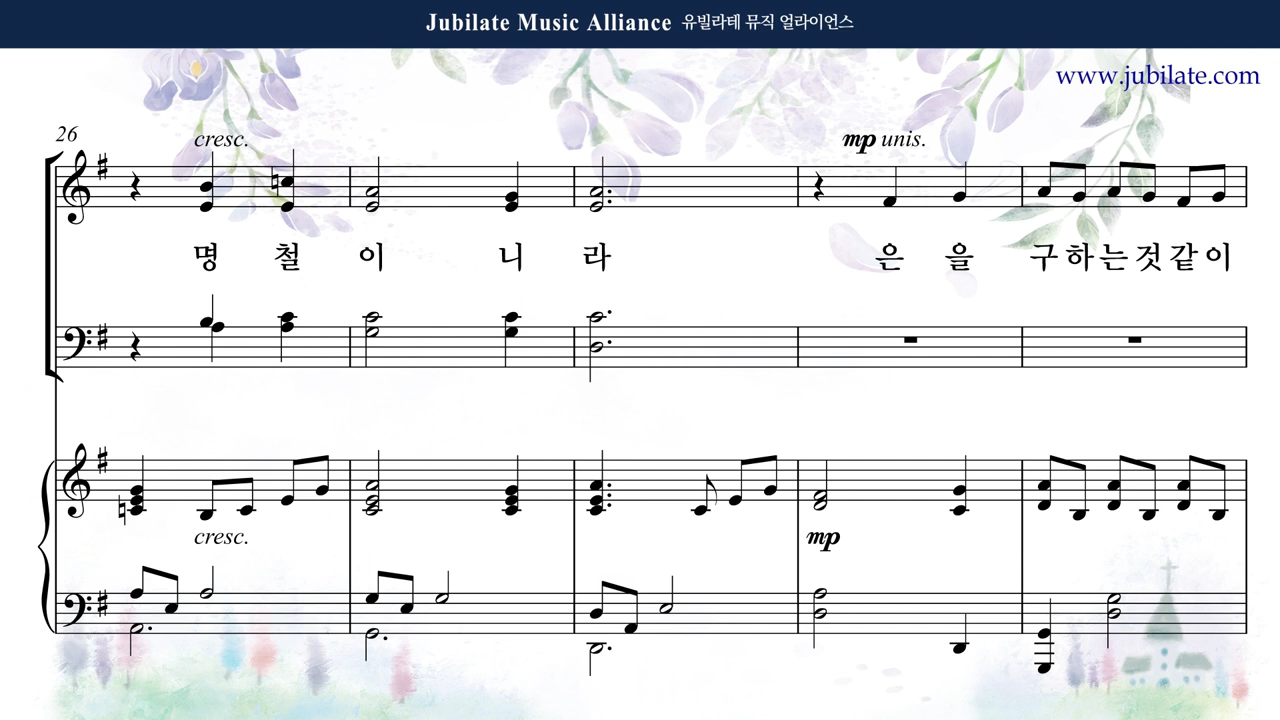 Jubilate Music Alliance 유빌라테 뮤직 얼라이언스
www.jubilate.com
26
cresc.
mp unis.
명 철 이 니 라 은 을 구 하 는 것 같 이
cresc.
mp